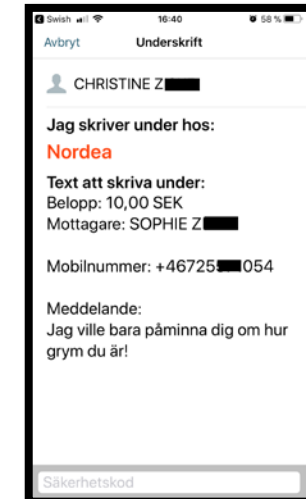 Swish 16:40 58 %
Avbryt Underskrift
CHRISTINE Z
Jag skriver under hos:
Nordea
Text att skriva under:
Belopp: 10,00 SEK
Mottagare: SOPHIE Z
Mobilnummer: +46725 054
Meddelande:
Jag ville bara påminna dig om hur
grym du är!
Säkerhetskod